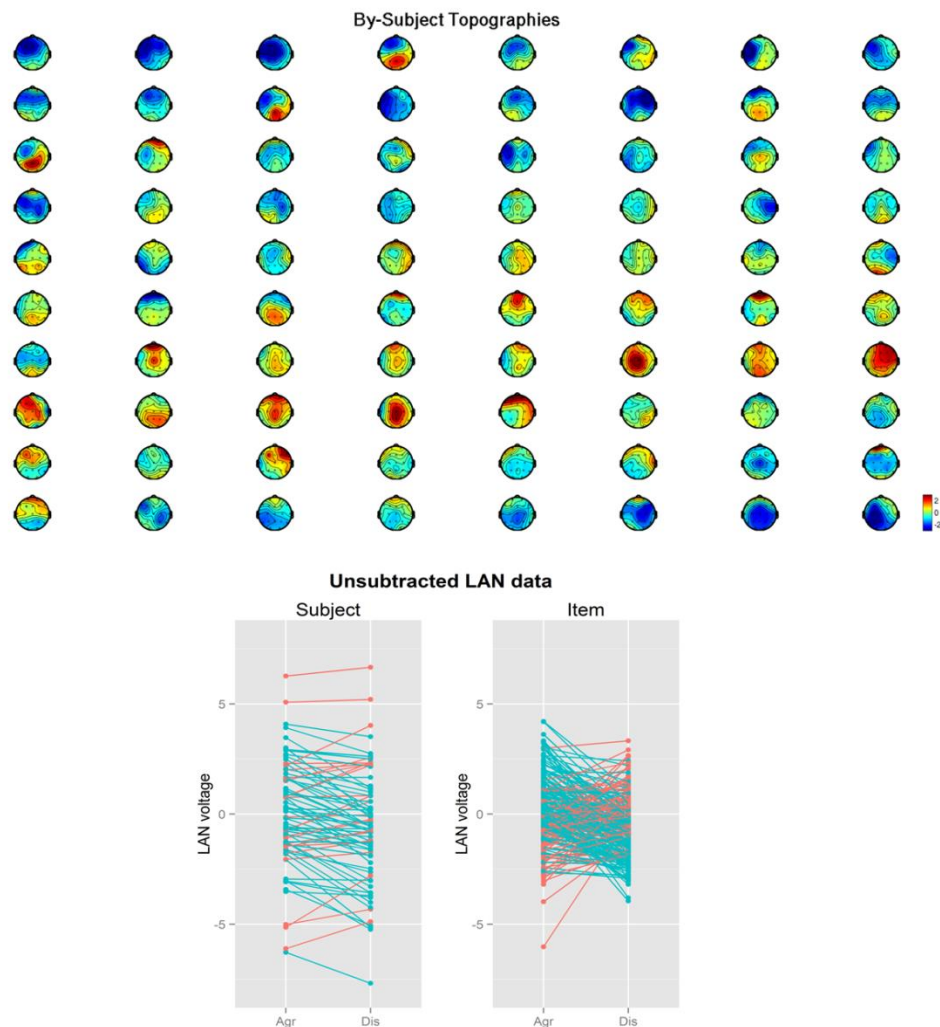 By-Subject Topographies
2
0
-2
Unsubtracted LAN data
Subject Item
LAN voltage
5
0
-5
Agr Dis
LAN voltage
5
0
-5
Agr Dis